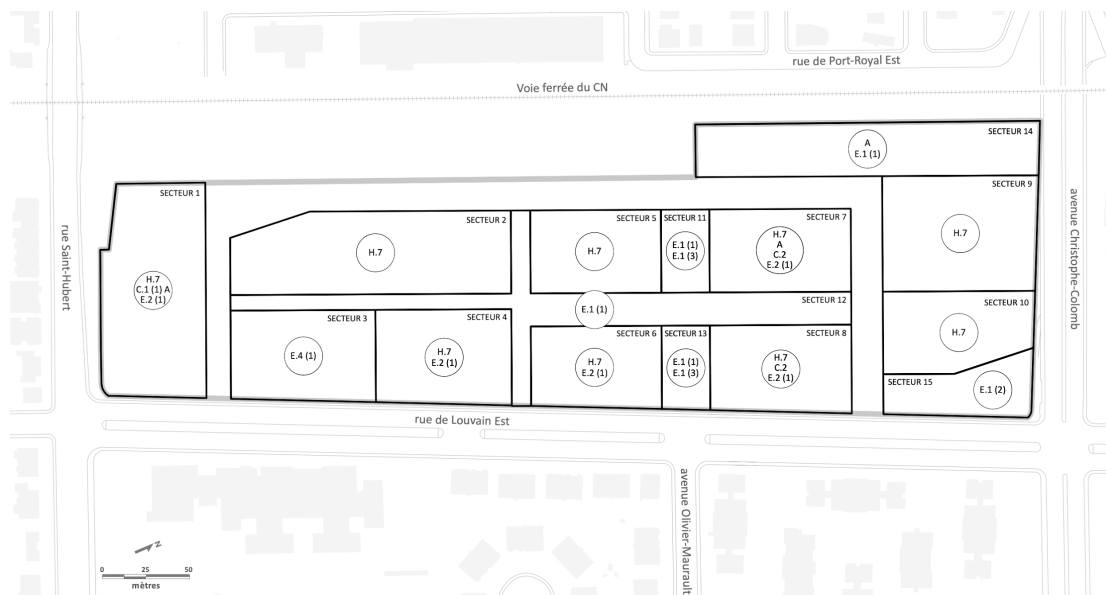 rue de Port-Royal Est
Voie ferrée du CN
SECTEUR 14
A
E.1 (1)
SECTEUR 1
H.7
C.1 (1) A
E.2 (1)
SECTEUR 2
H.7
SECTEUR 5
H.7
SECTEUR 11
E.1 (1)
E.1 (3)
SECTEUR 7
H.7
A
C.2
E.2 (1)
SECTEUR 9
H.7
SECTEUR 12
E.1 (1)
SECTEUR 10
H.7
SECTEUR 3
E.4 (1)
SECTEUR 4
H.7
E.2 (1)
SECTEUR 6
H.7
E.2 (1)
SECTEUR 13
E.1 (1)
E.1 (3)
SECTEUR 8
H.7
C.2
E.2 (1)
SECTEUR 15
E.1 (2)
rue Saint-Hubert
avenue Christophe-Colomb
rue de Louvain Est
avenue Olivier-Maurault
N
0 25 50
mètres